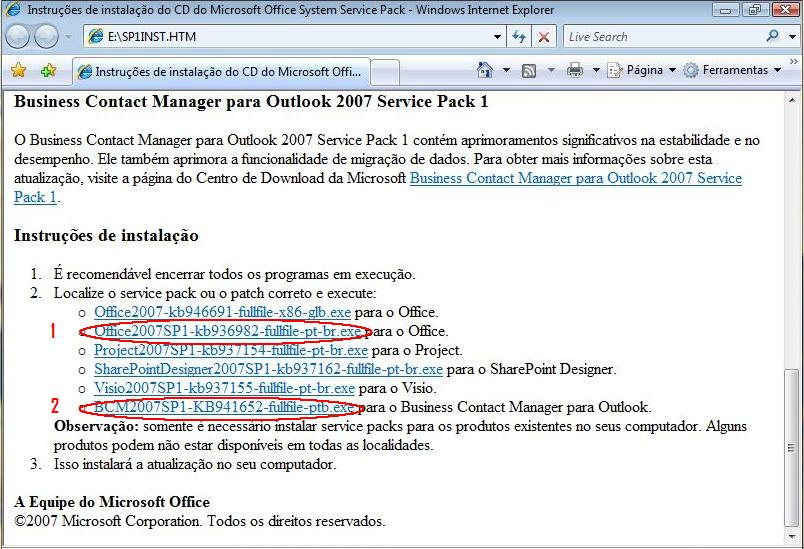 Instruções de instalação do CD do Microsoft Office System Service Pack - Windows Internet Explorer
E:\SP1INST.HTM
Live Search
Instruções de instalação do CD do Microsoft Offi...
Página
Ferramentas
Business Contact Manager para Outlook 2007 Service Pack 1
O Business Contact Manager para Outlook 2007 Service Pack 1 contém aprimoramentos significativos na estabilidade e no
desempenho. Ele também aprimora a funcionalidade de migração de dados. Para obter mais informações sobre esta
atualização, visite a página do Centro de Download da Microsoft Business Contact Manager para Outlook 2007 Service
Pack 1.
Instruções de instalação
1. É recomendável encerrar todos os programas em execução.
2. Localize o service pack ou o patch correto e execute:
o Office2007-kb946691-fullfile-x86-glb.exe para o Office.
1 o Office2007SP1-kb936982-fullfile-pt-br.exe para o Office.
o Project2007SP1-kb937154-fullfile-pt-br.exe para o Project.
o SharePointDesigner2007SP1-kb937162-fullfile-pt-br.exe para o SharePoint Designer.
o Visio2007SP1-kb937155-fullfile-pt-br.exe para o Visio.
2 o BCM2007SP1-KB941652-fullfile-ptb.exe para o Business Contact Manager para Outlook.
Observação: somente é necessário instalar service packs para os produtos existentes no seu computador. Alguns
produtos podem não estar disponíveis em todas as localidades.
3. Isso instalará a atualização no seu computador.
A Equipe do Microsoft Office
©2007 Microsoft Corporation. Todos os direitos reservados.